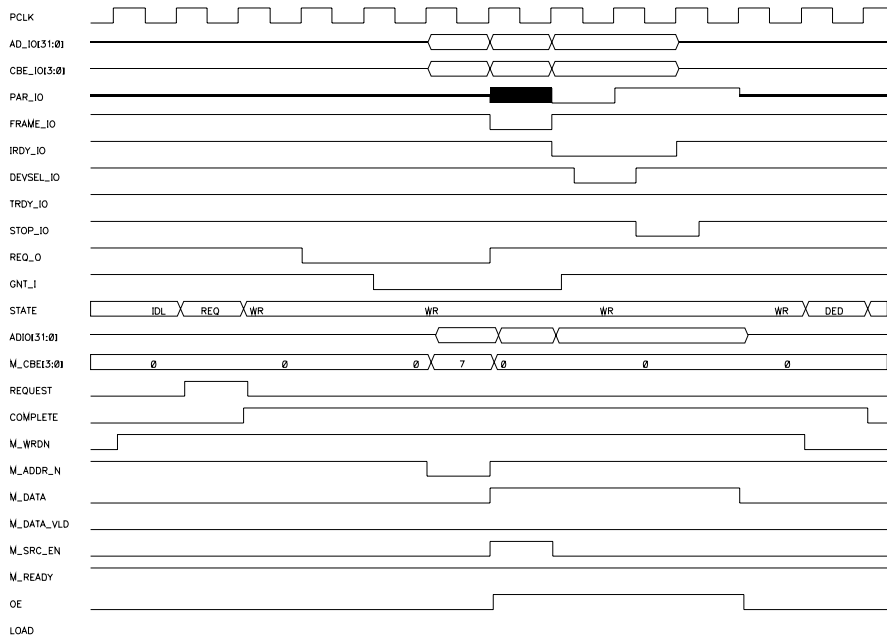 PCLK
AD_IO[31:0]
CBE_IO[3:0]
PAR_IO
FRAME_IO
IRDY_IO
DEVSEL_IO
TRDY_IO
STOP_IO
REQ_O
GNT_I
STATE IDL REQ WR WR WR WR DED
ADIO[31:0]
M_CBE[3:0] 0 0 0 7 0 0 0
REQUEST
COMPLETE
M_WRDN
M_ADDR_N
M_DATA
M_DATA_VLD
M_SRC_EN
M_READY
OE
LOAD